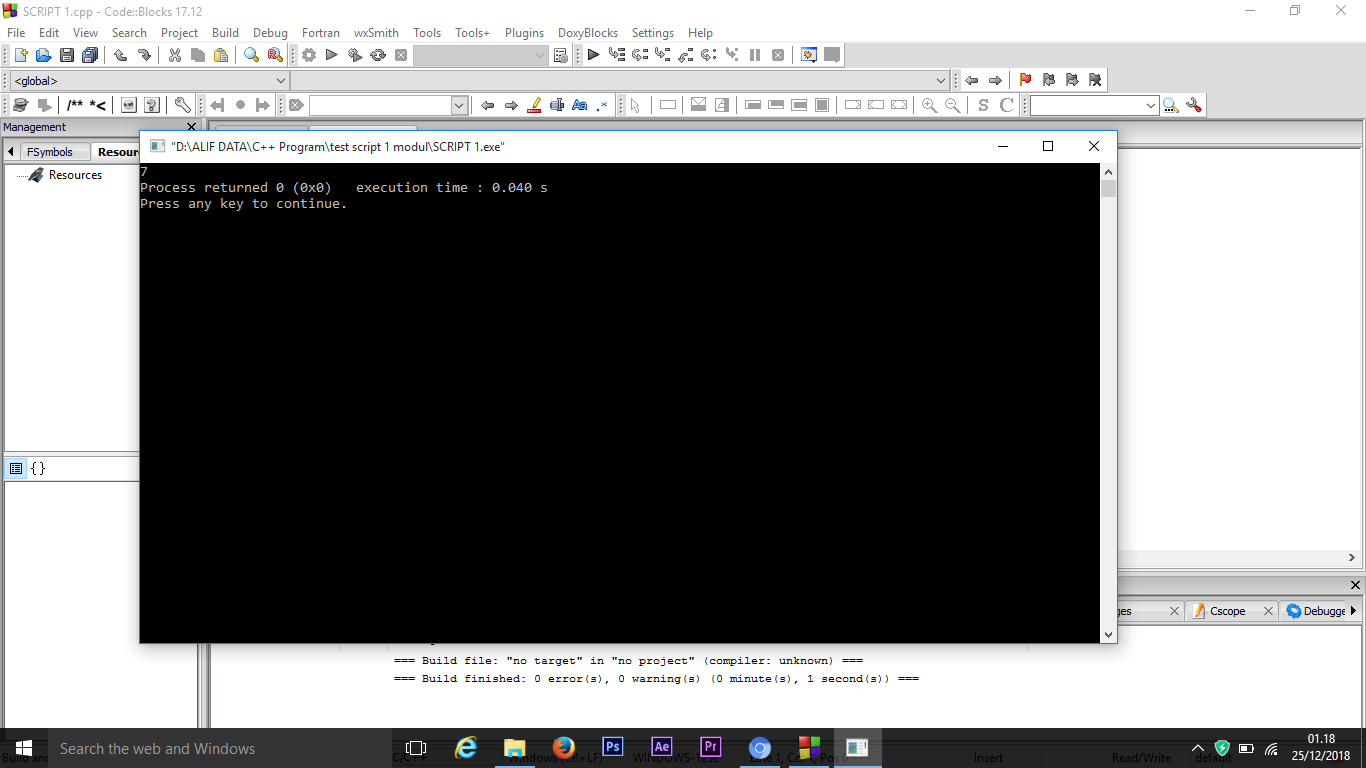 SCRIPT 1.cpp - Code::Blocks 17.12
File Edit View Search Project Build Debug Fortran wxSmith Tools Tools+ Plugins DoxyBlocks Settings Help
<global>
/** *<
S C
Management
FSymbols Resour
Resources
{}
"D:\ALIF DATA\C++ Program\test script 1 modul\SCRIPT 1.exe"
7
Process returned 0 (0x0) execution time : 0.040 s
Press any key to continue.
ges Cscope Debugge
=== Build file: "no target" in "no project" (compiler: unknown) ===
=== Build finished: 0 error(s), 0 warning(s) (0 minute(s), 1 second(s)) ===
Search the web and Windows
Ps Ae Pr
01.18
25/12/2018
C/C++ Windows (CR+LF) WINDOWS-1252 Insert Read/Write default